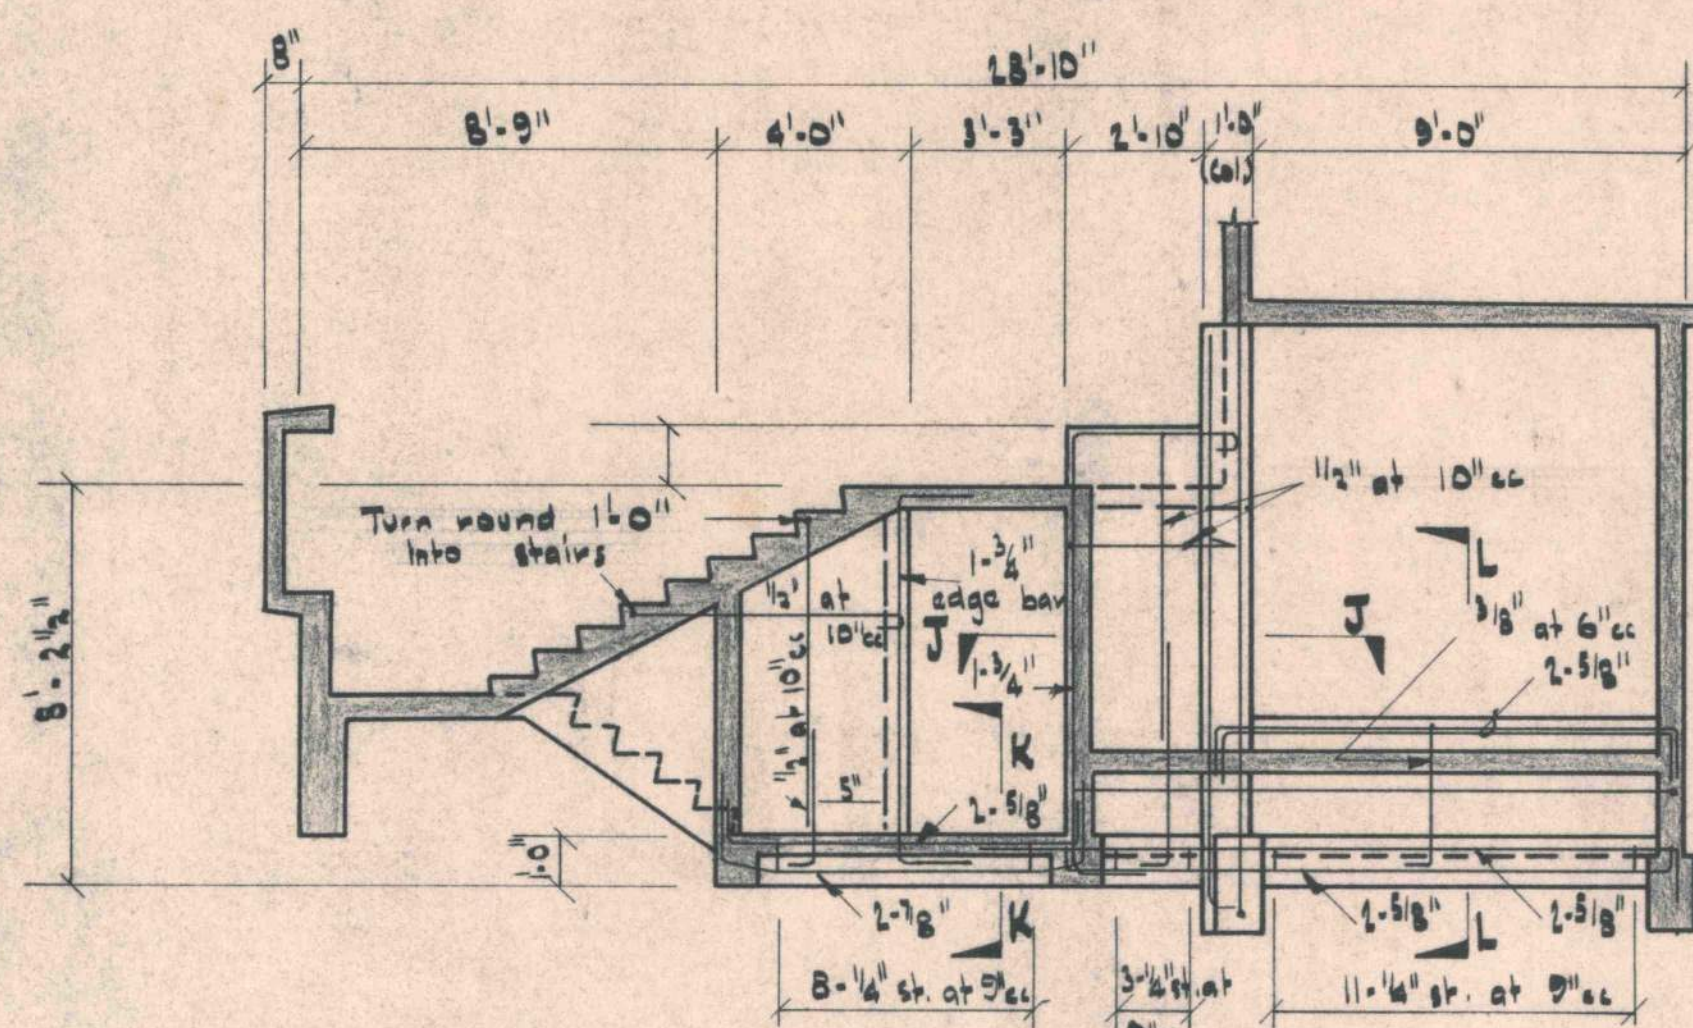 8"
28'-10"
8'-9"
4'-0"
3'-3"
2'-10"
1'-0"
9'-0"
(col)
Turn round 1'-0"
Into stairs
1/2" at 10"cc
1-3/4"
edge bar
1/2" at
10"cc
J
L
J
3/8" at 6"cc
2-5/8"
1-3/4"
8'-2 1/2"
1/2" at 10"cc
K
5"
2-5/8"
1'-0"
2-7/8"
K
2-5/8"
L
2-5/8"
8-1/4" st. at 9"cc
3-1/4" st. at
11-1/4" st. at 9"cc